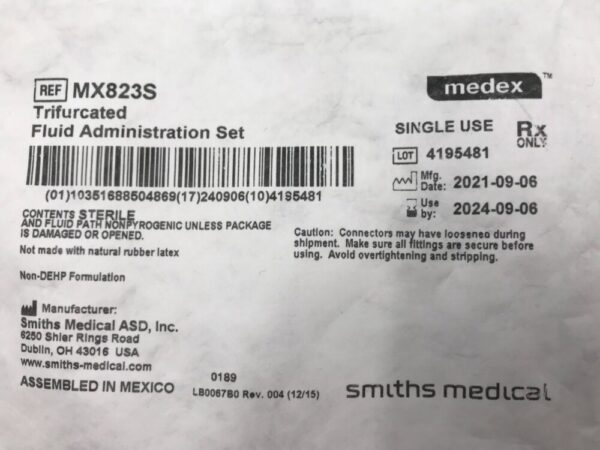 REF MX823S
Trifurcated
Fluid Administration Set
(01)10351688504869(17)240906(10)4195481
CONTENTS STERILE
AND FLUID PATH NONPYROGENIC UNLESS PACKAGE
IS DAMAGED OR OPENED.
Not made with natural rubber latex
Non-DEHP Formulation
Manufacturer:
Smiths Medical ASD, Inc.
6250 Shier Rings Road
Dublin, OH 43016 USA
www.smiths-medical.com
ASSEMBLED IN MEXICO
0189
LB0067B0 Rev. 004 (12/15)
medex™
SINGLE USE
Rx
ONLY
LOT 4195481
Mfg.
Date: 2021-09-06
Use
by: 2024-09-06
Caution: Connectors may have loosened during
shipment. Make sure all fittings are secure before
using. Avoid overtightening and stripping.
smiths medical